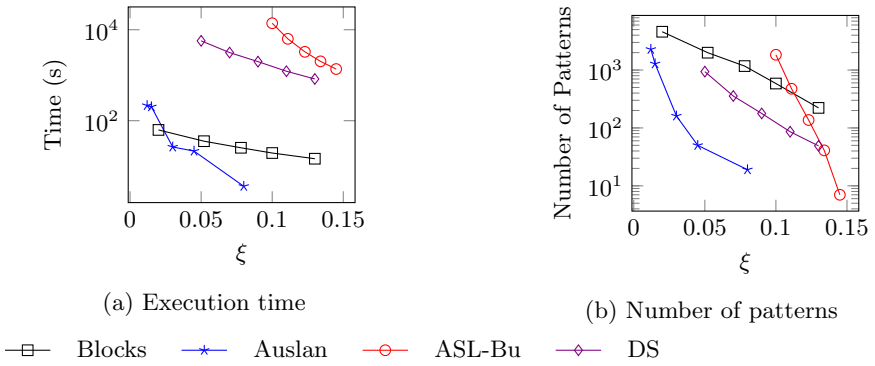 10^4
10^2
Time (s)
0 0.05 0.1 0.15
ξ
(a) Execution time
10^3
10^2
10^1
Number of Patterns
0 0.05 0.1 0.15
ξ
(b) Number of patterns
Blocks Auslan ASL-Bu DS